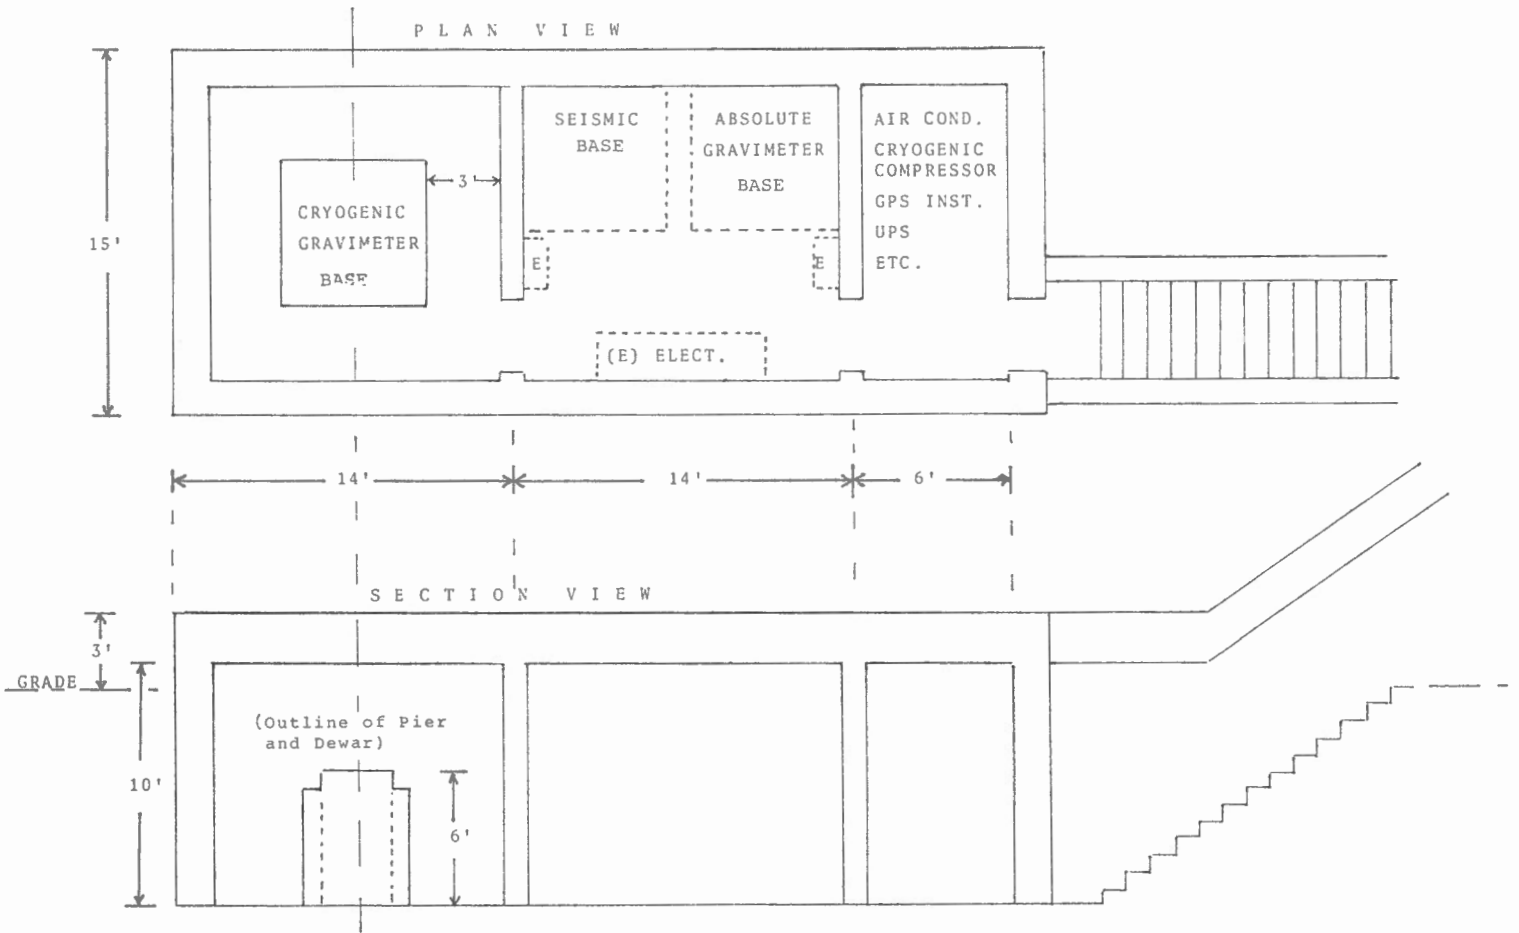 PLAN VIEW
SEISMIC
BASE
ABSOLUTE
GRAVIMETER
BASE
AIR COND.
CRYOGENIC
COMPRESSOR
GPS INST.
UPS
ETC.
3'
CRYOGENIC
GRAVIMETER
BASE
15'
E
E
(E) ELECT.
14'
14'
6'
SECTION VIEW
3'
GRADE
(Outline of Pier
and Dewar)
10'
6'